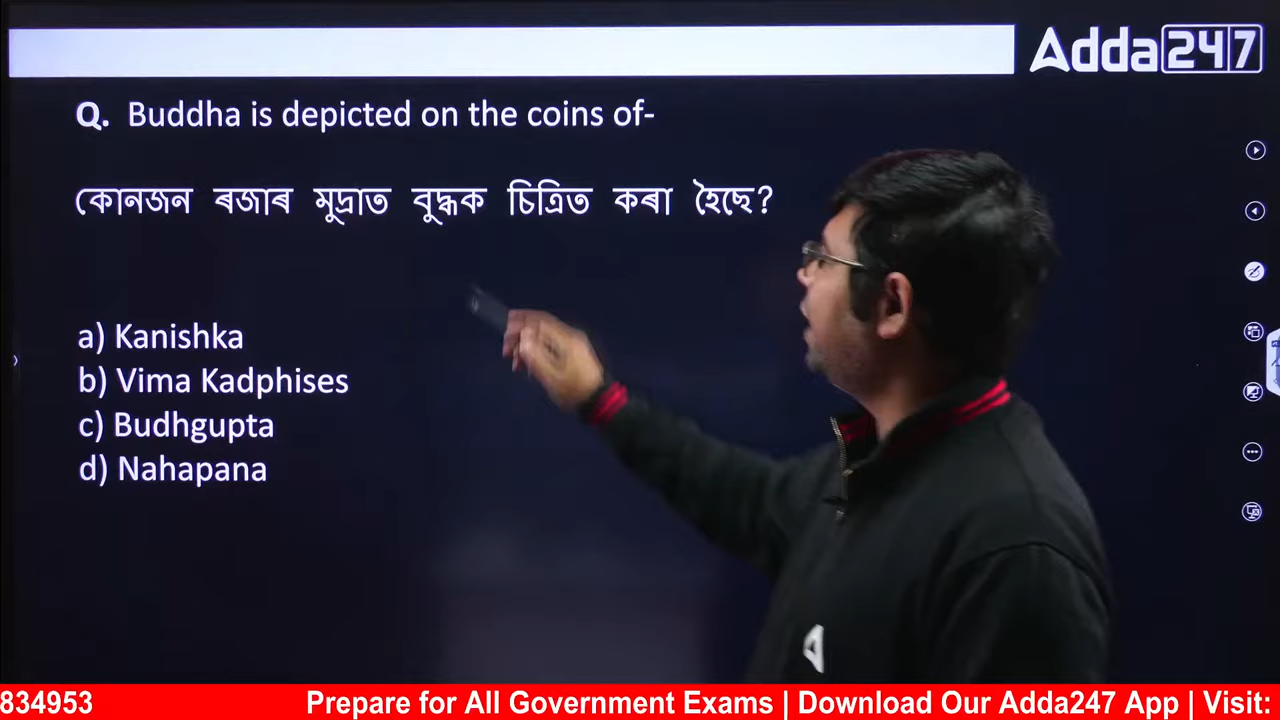 Adda247
Q. Buddha is depicted on the coins of-
কোনজন ৰজাৰ মুদ্ৰাত বুদ্ধক চিত্ৰিত কৰা হৈছে?
a) Kanishka
b) Vima Kadphises
c) Budhgupta
d) Nahapana
834953 Prepare for All Government Exams | Download Our Adda247 App | Visit: